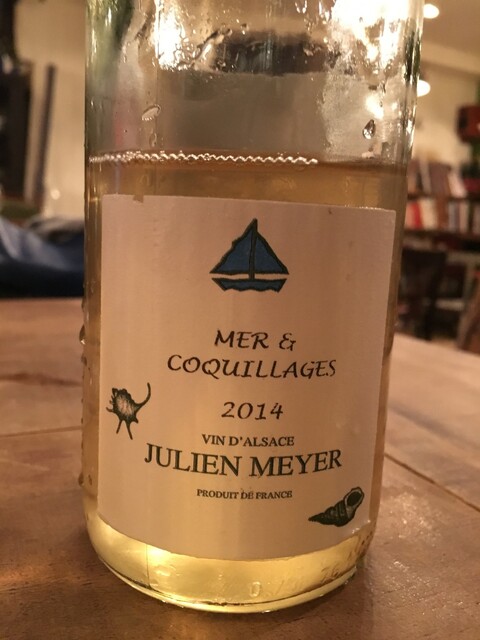 MER &
COQUILLAGES
2014
VIN D'ALSACE
JULIEN MEYER
PRODUIT DE FRANCE